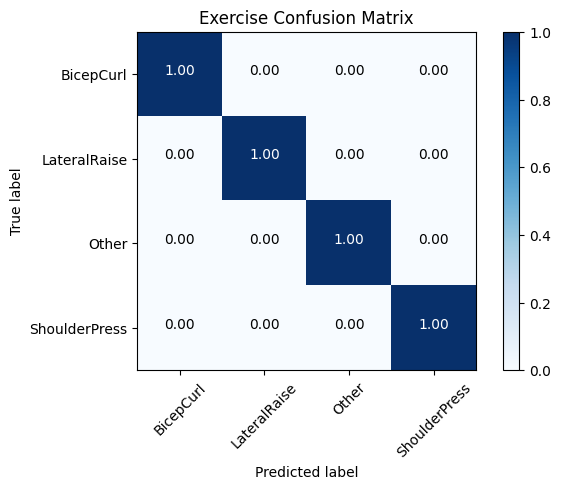 Exercise Confusion Matrix
True label
BicepCurl
1.00 0.00 0.00 0.00
LateralRaise
0.00 1.00 0.00 0.00
Other
0.00 0.00 1.00 0.00
ShoulderPress
0.00 0.00 0.00 1.00
BicepCurl
LateralRaise
Other
ShoulderPress
Predicted label
1.0
0.8
0.6
0.4
0.2
0.0